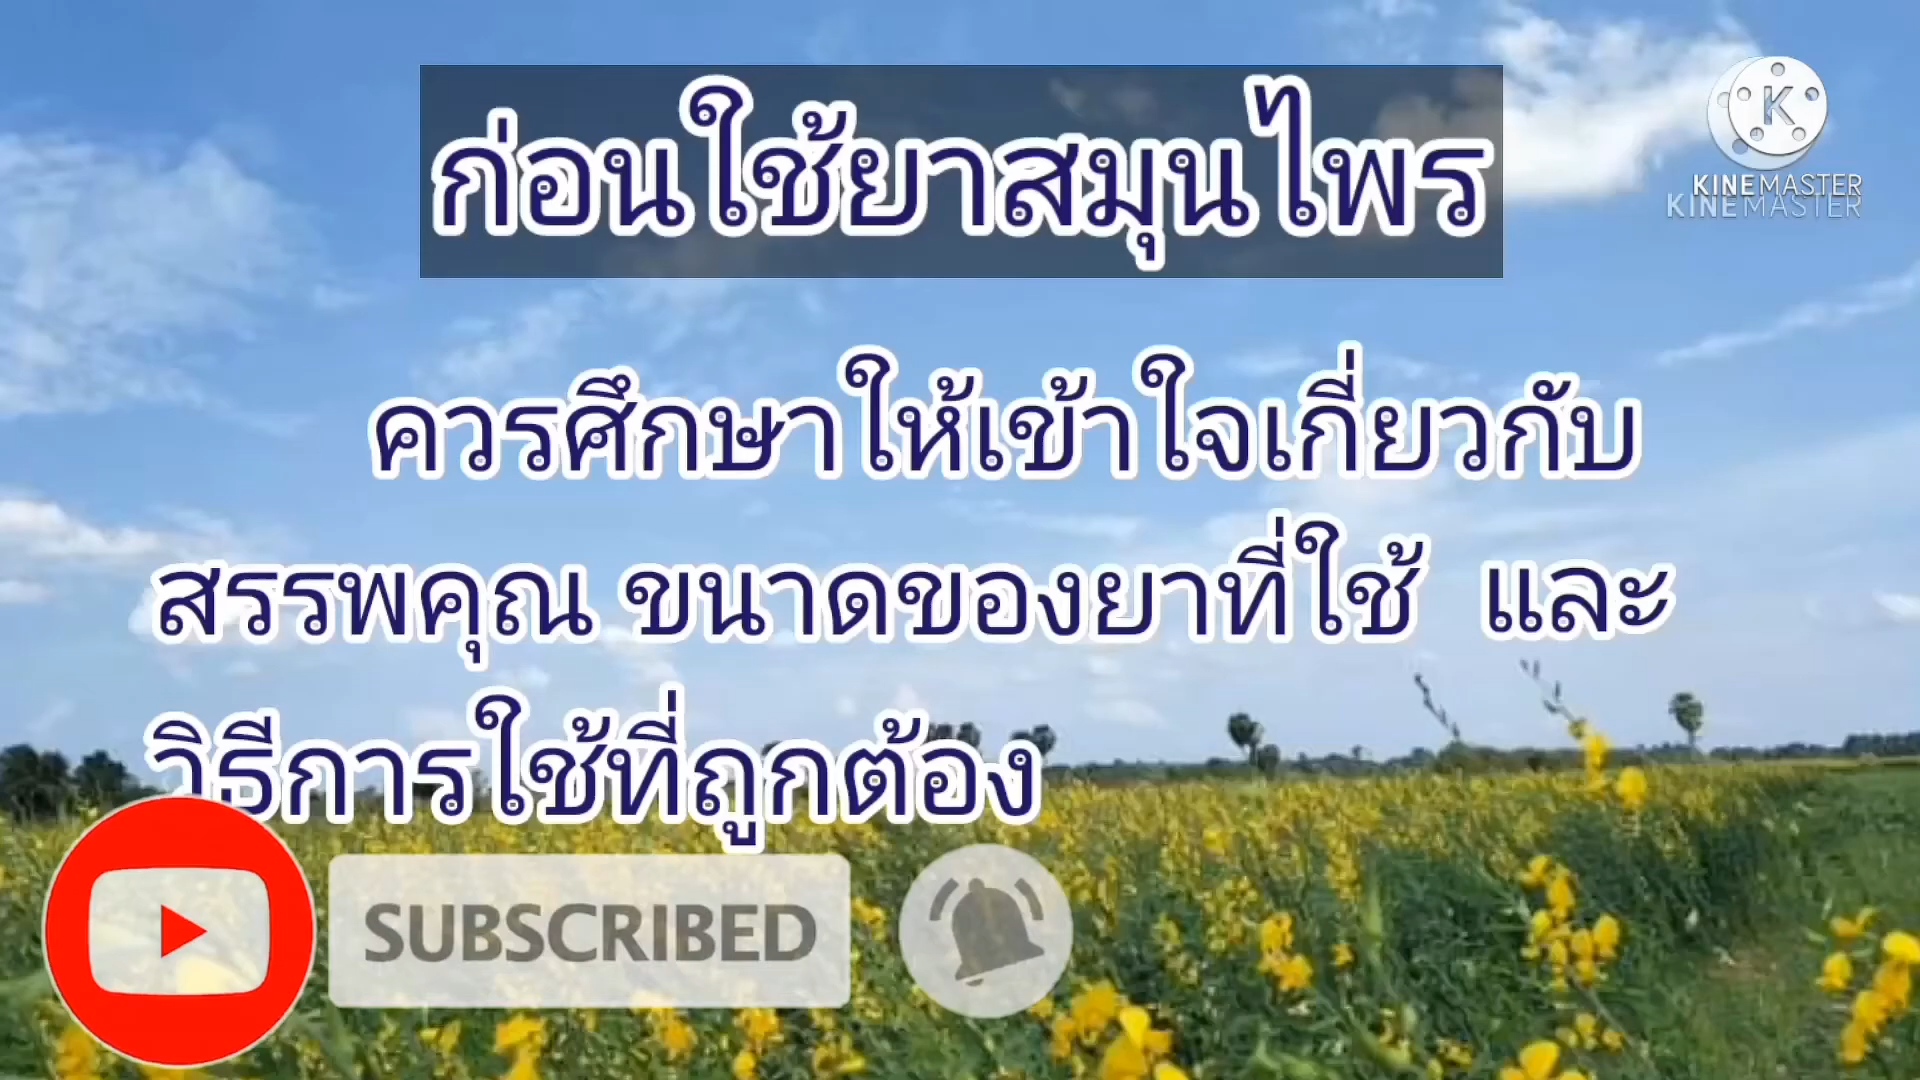 ก่อนใช้ยาสมุนไพร
KINEMASTER
KINEMASTER
ควรศึกษาให้เข้าใจเกี่ยวกับ
สรรพคุณ ขนาดของยาที่ใช้ และ
วิธีการใช้ที่ถูกต้อง
SUBSCRIBED